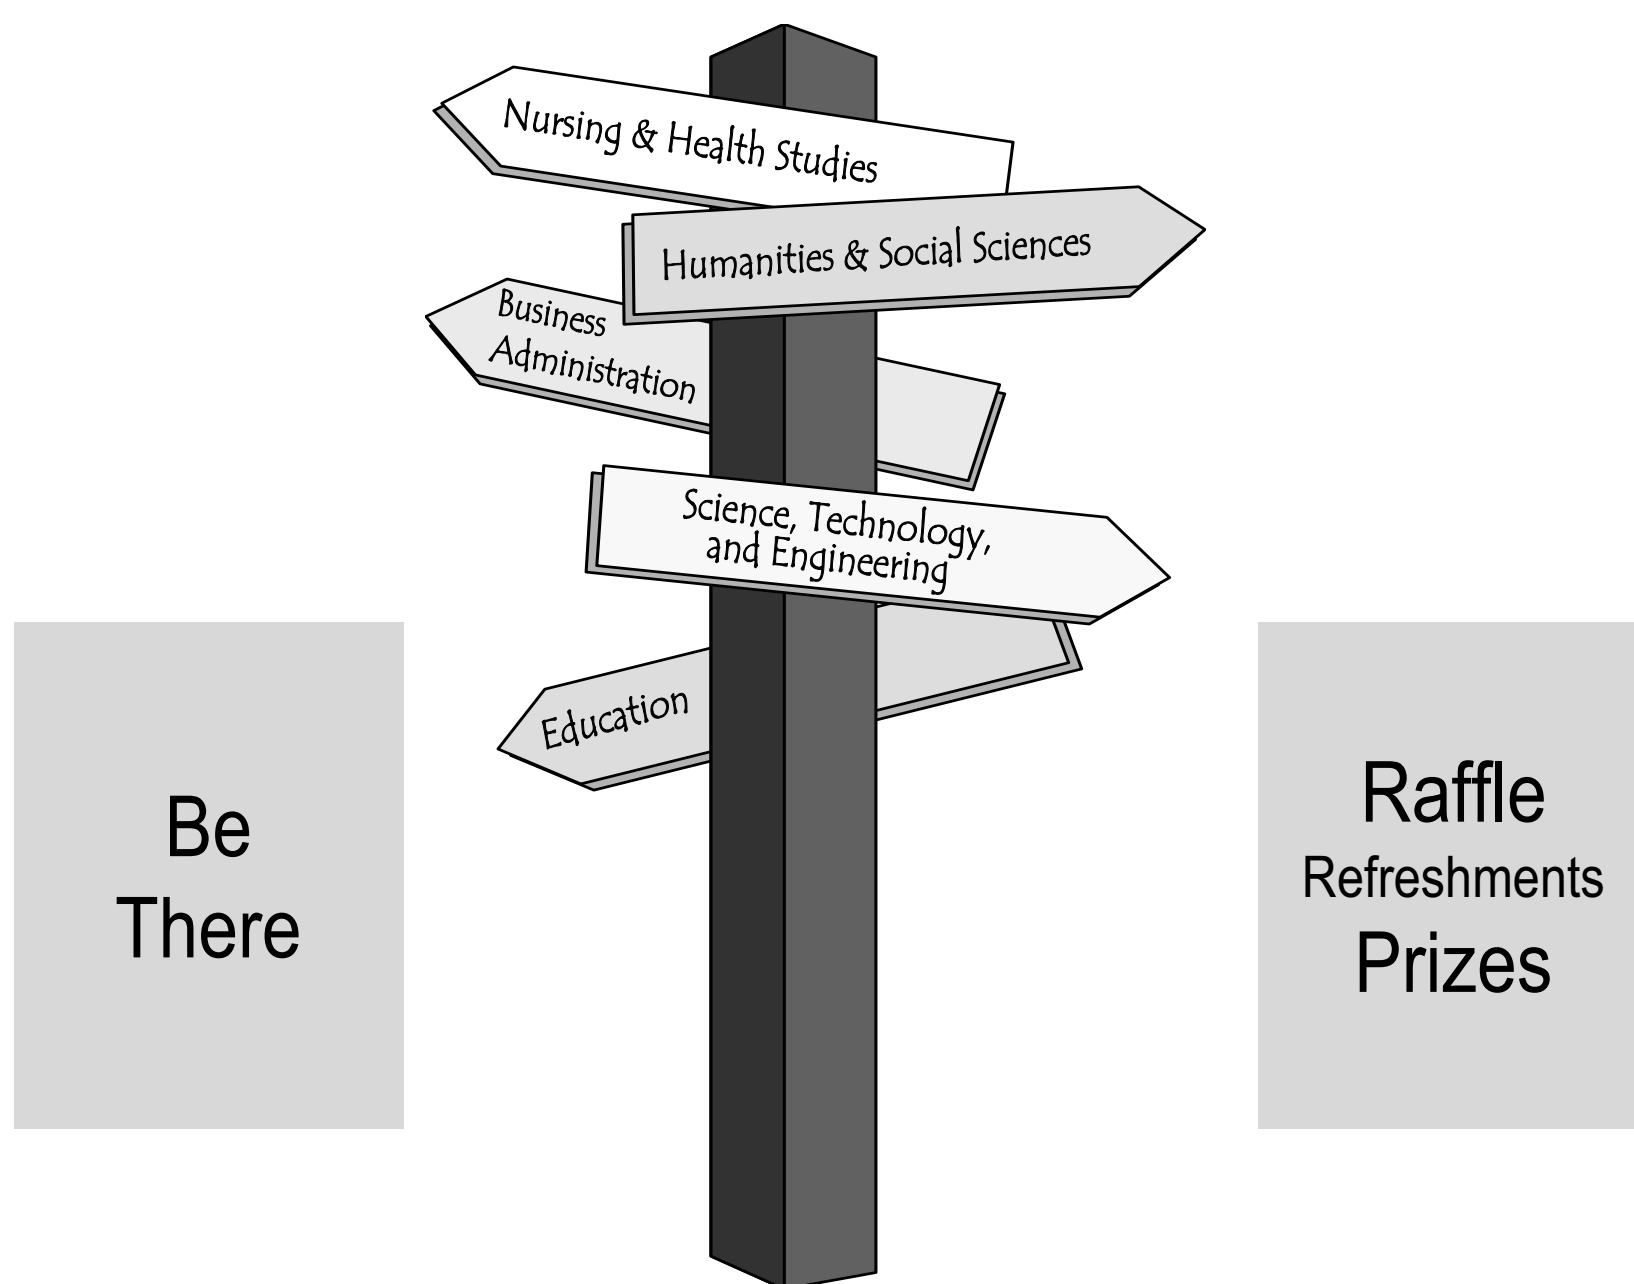 Nursing & Health Studies
Humanities & Social Sciences
Business
Administration
Science, Technology,
and Engineering
Education
Be
There
Raffle
Refreshments
Prizes